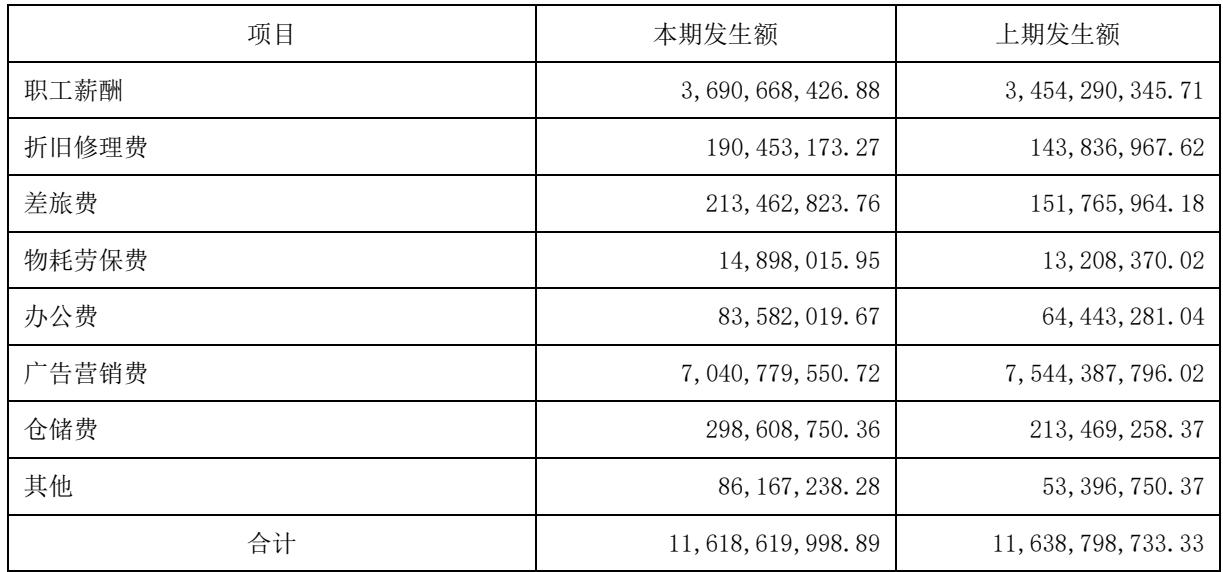 项目 本期发生额 上期发生额
职工薪酬 3,690,668,426.88 3,454,290,345.71
折旧修理费 190,453,173.27 143,836,967.62
差旅费 213,462,823.76 151,765,964.18
物耗劳保费 14,898,015.95 13,208,370.02
办公费 83,582,019.67 64,443,281.04
广告营销费 7,040,779,550.72 7,544,387,796.02
仓储费 298,608,750.36 213,469,258.37
其他 86,167,238.28 53,396,750.37
合计 11,618,619,998.89 11,638,798,733.33